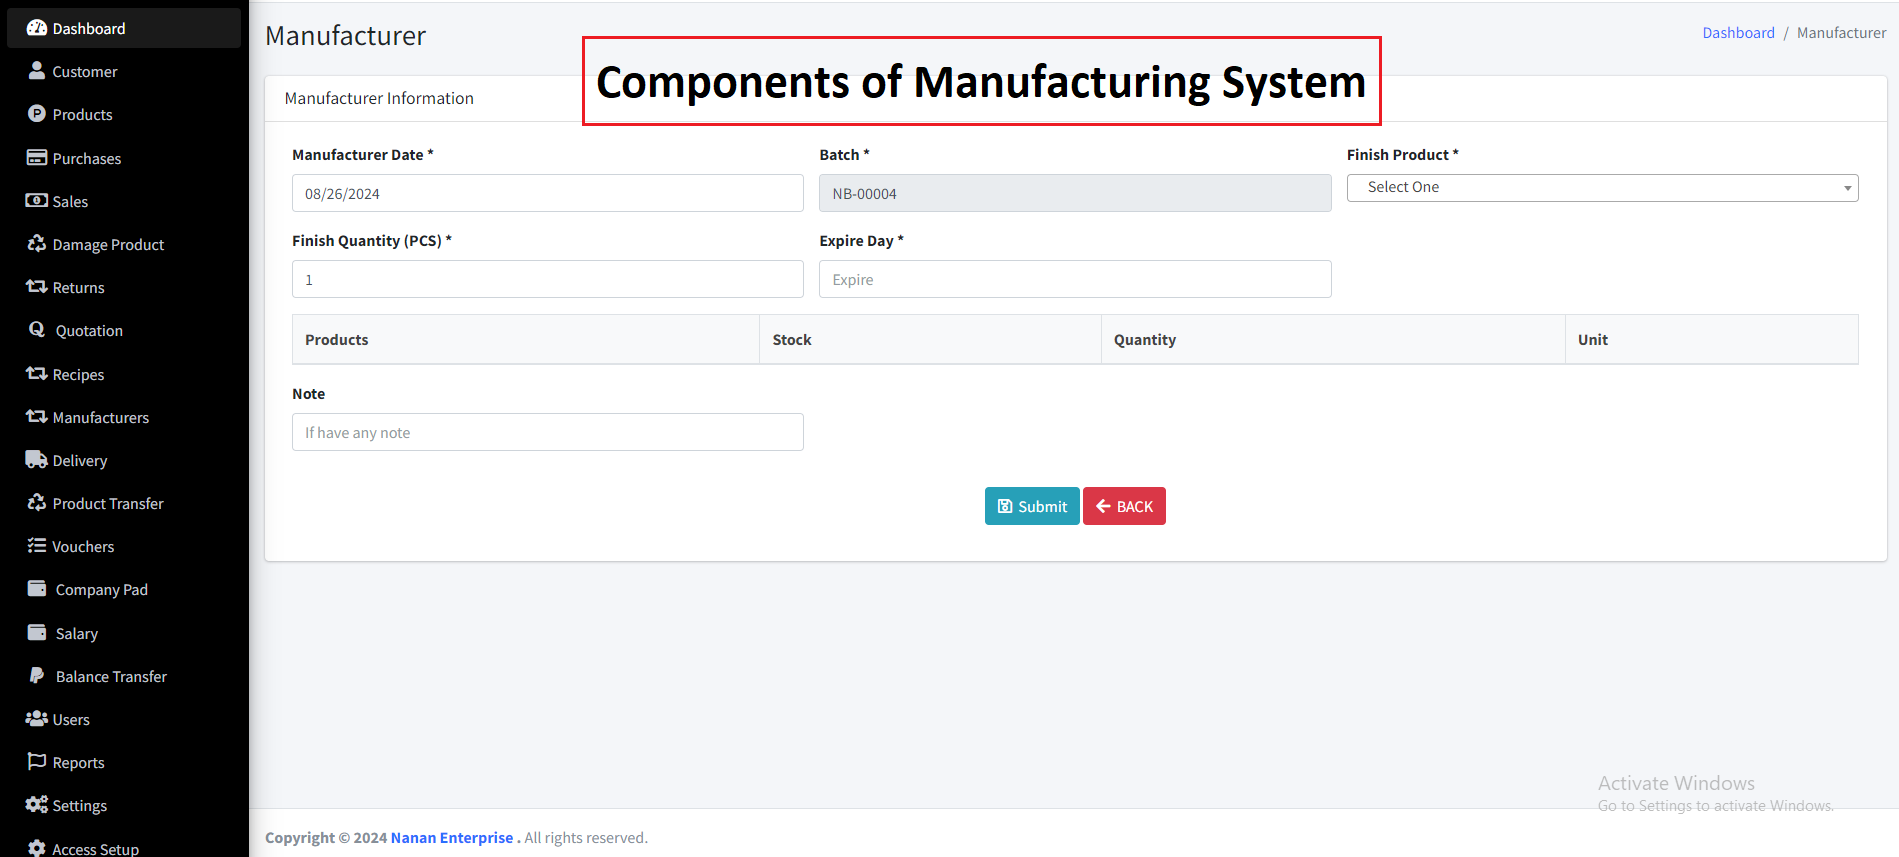 Dashboard
Customer
Products
Purchases
Sales
Damage Product
Returns
Quotation
Recipes
Manufacturers
Delivery
Product Transfer
Vouchers
Company Pad
Salary
Balance Transfer
Users
Reports
Settings
Access Setup
Manufacturer
Dashboard / Manufacturer
Components of Manufacturing System
Manufacturer Information
Manufacturer Date *
08/26/2024
Batch *
NB-00004
Finish Product *
Select One
Finish Quantity (PCS) *
1
Expire Day *
Expire
Products Stock Quantity Unit
Note
If have any note
Submit
BACK
Activate Windows
Go to Settings to activate Windows.
Copyright © 2024 Nanan Enterprise . All rights reserved.